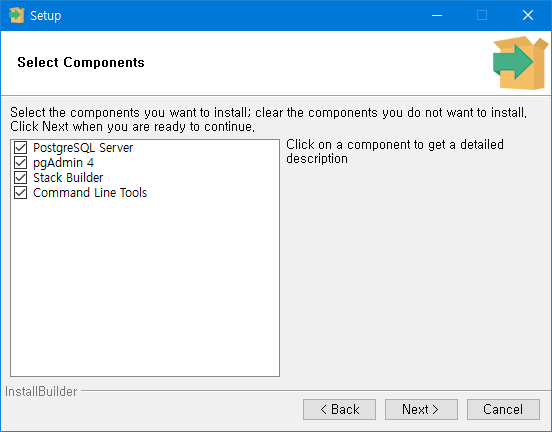 Setup
Select Components
Select the components you want to install; clear the components you do not want to install.
Click Next when you are ready to continue.
PostgreSQL Server
pgAdmin 4
Stack Builder
Command Line Tools
Click on a component to get a detailed
description
InstallBuilder
< Back
Next >
Cancel